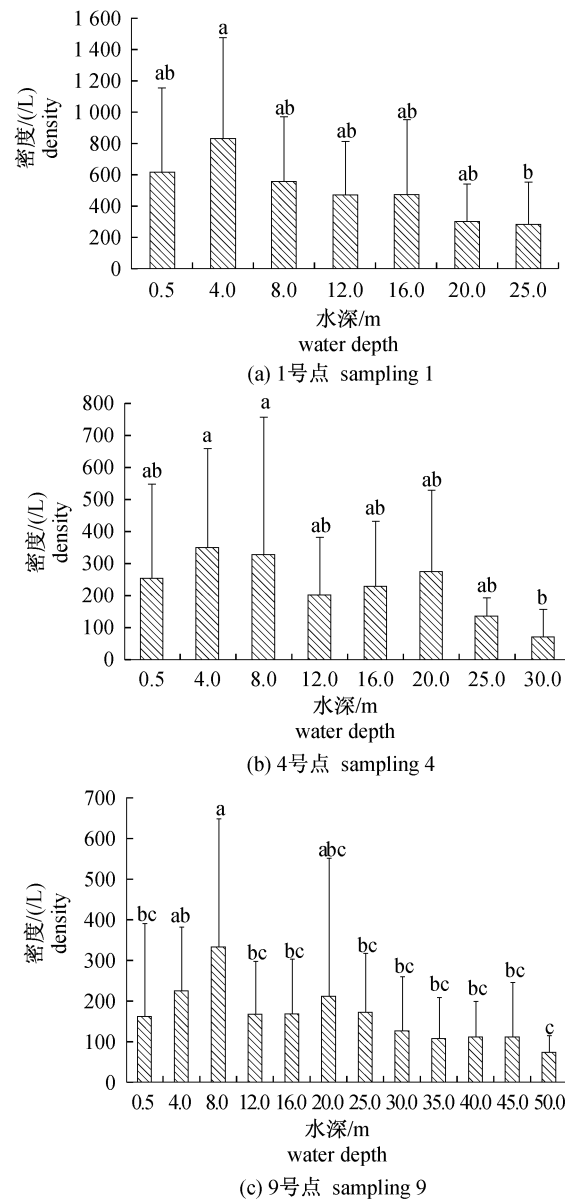 1 600
1 400
1 200
1 000
800
600
400
200
0
密度/(/L)
density
ab
a
ab
ab
ab
ab
b
0.5 4.0 8.0 12.0 16.0 20.0 25.0
水深/m
water depth
(a) 1号点 sampling 1
800
700
600
500
400
300
200
100
0
密度/(/L)
density
ab
a
a
ab
ab
ab
ab
b
0.5 4.0 8.0 12.0 16.0 20.0 25.0 30.0
水深/m
water depth
(b) 4号点 sampling 4
700
600
500
400
300
200
100
0
密度/(/L)
density
bc
ab
a
bc
bc
abc
bc
bc
bc
bc
bc
c
0.5 4.0 8.0 12.0 16.0 20.0 25.0 30.0 35.0 40.0 45.0 50.0
水深/m
water depth
(c) 9号点 sampling 9